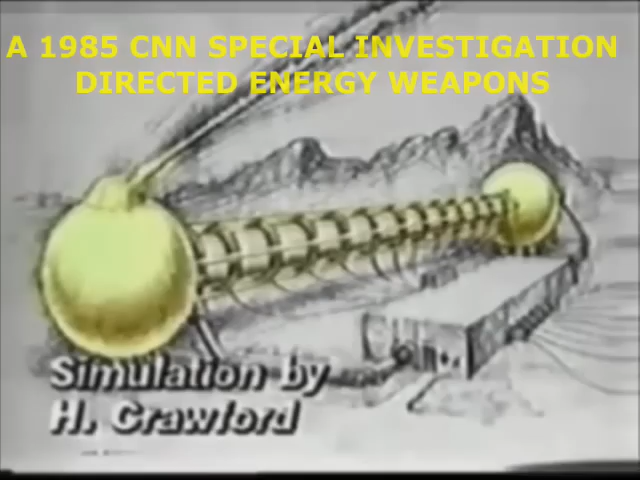 A 1985 CNN SPECIAL INVESTIGATION
DIRECTED ENERGY WEAPONS
Simulation by
H. Crawford